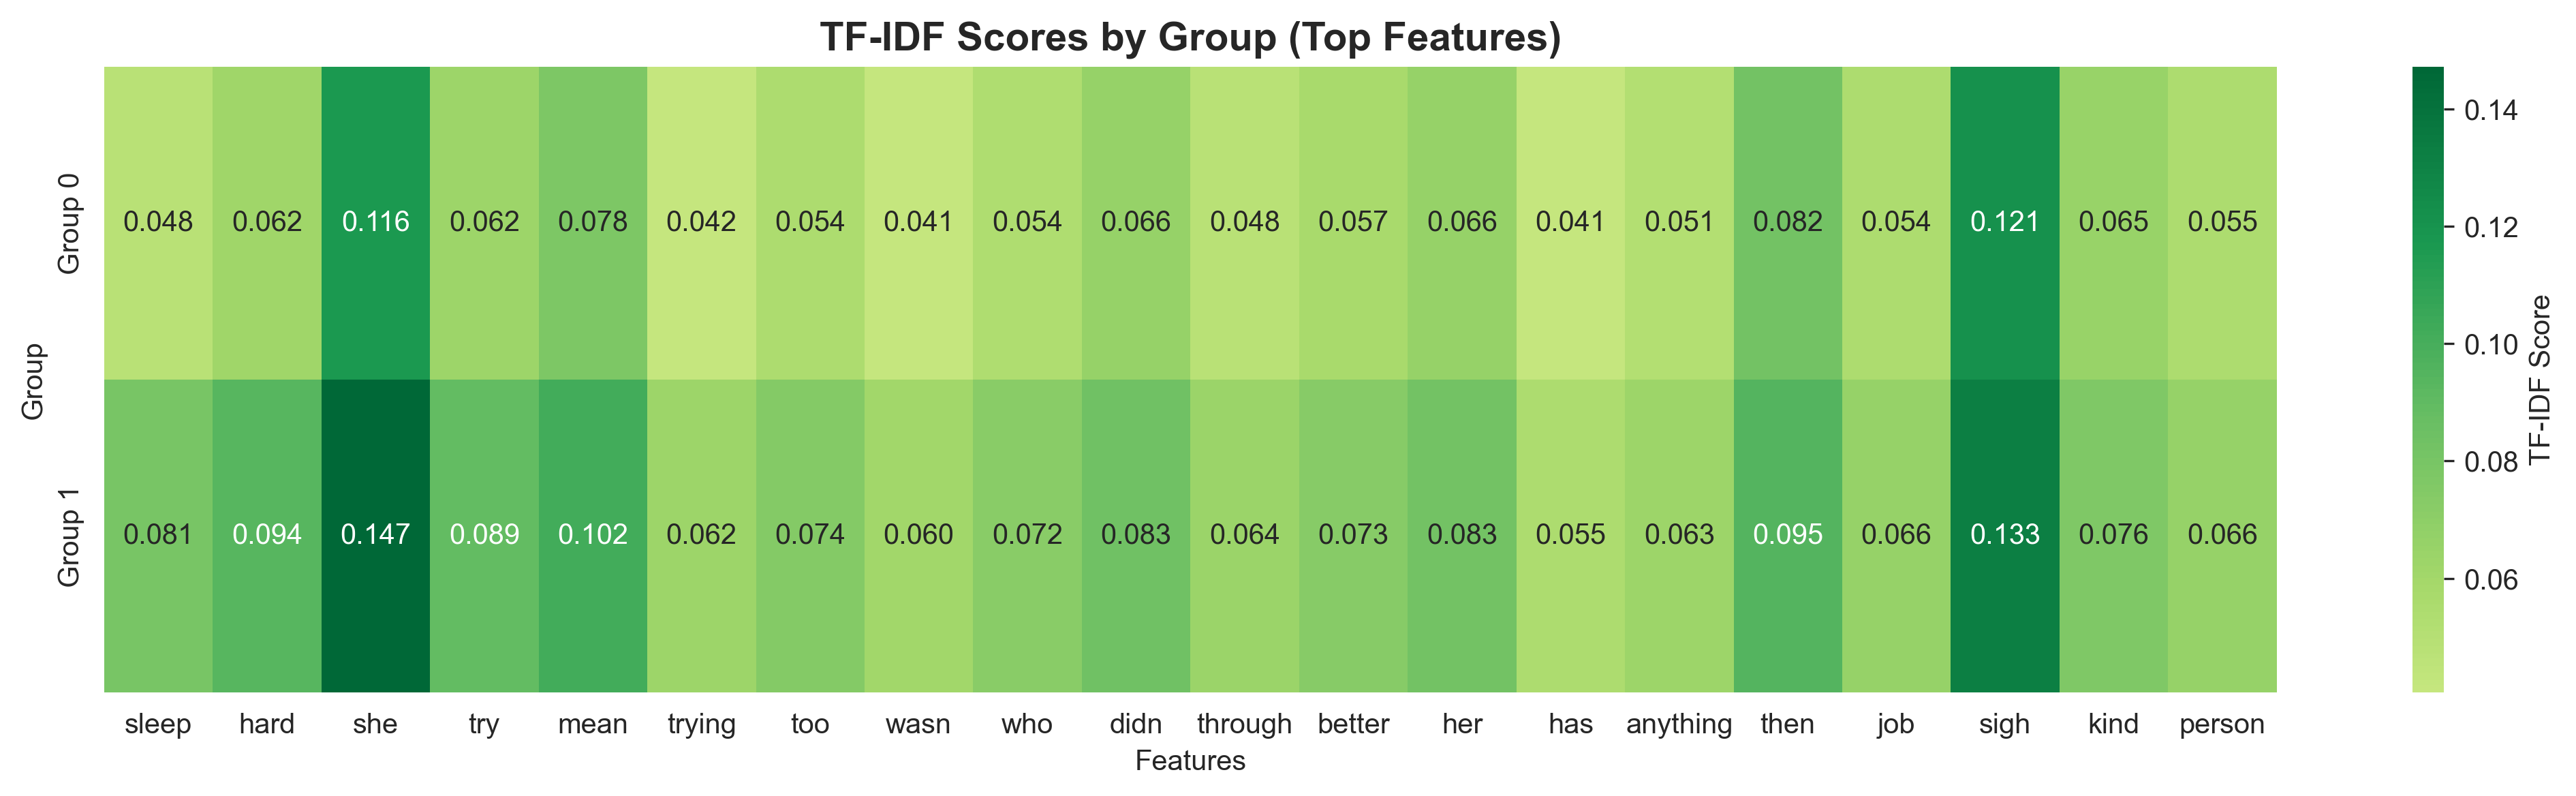 TF-IDF Scores by Group (Top Features)
Group
Group 0
0.048 0.062 0.116 0.062 0.078 0.042 0.054 0.041 0.054 0.066 0.048 0.057 0.066 0.041 0.051 0.082 0.054 0.121 0.065 0.055
Group 1
0.081 0.094 0.147 0.089 0.102 0.062 0.074 0.060 0.072 0.083 0.064 0.073 0.083 0.055 0.063 0.095 0.066 0.133 0.076 0.066
sleep hard she try mean trying too wasn who didn through better her has anything then job sigh kind person
Features
0.14
0.12
0.10
0.08
0.06
TF-IDF Score